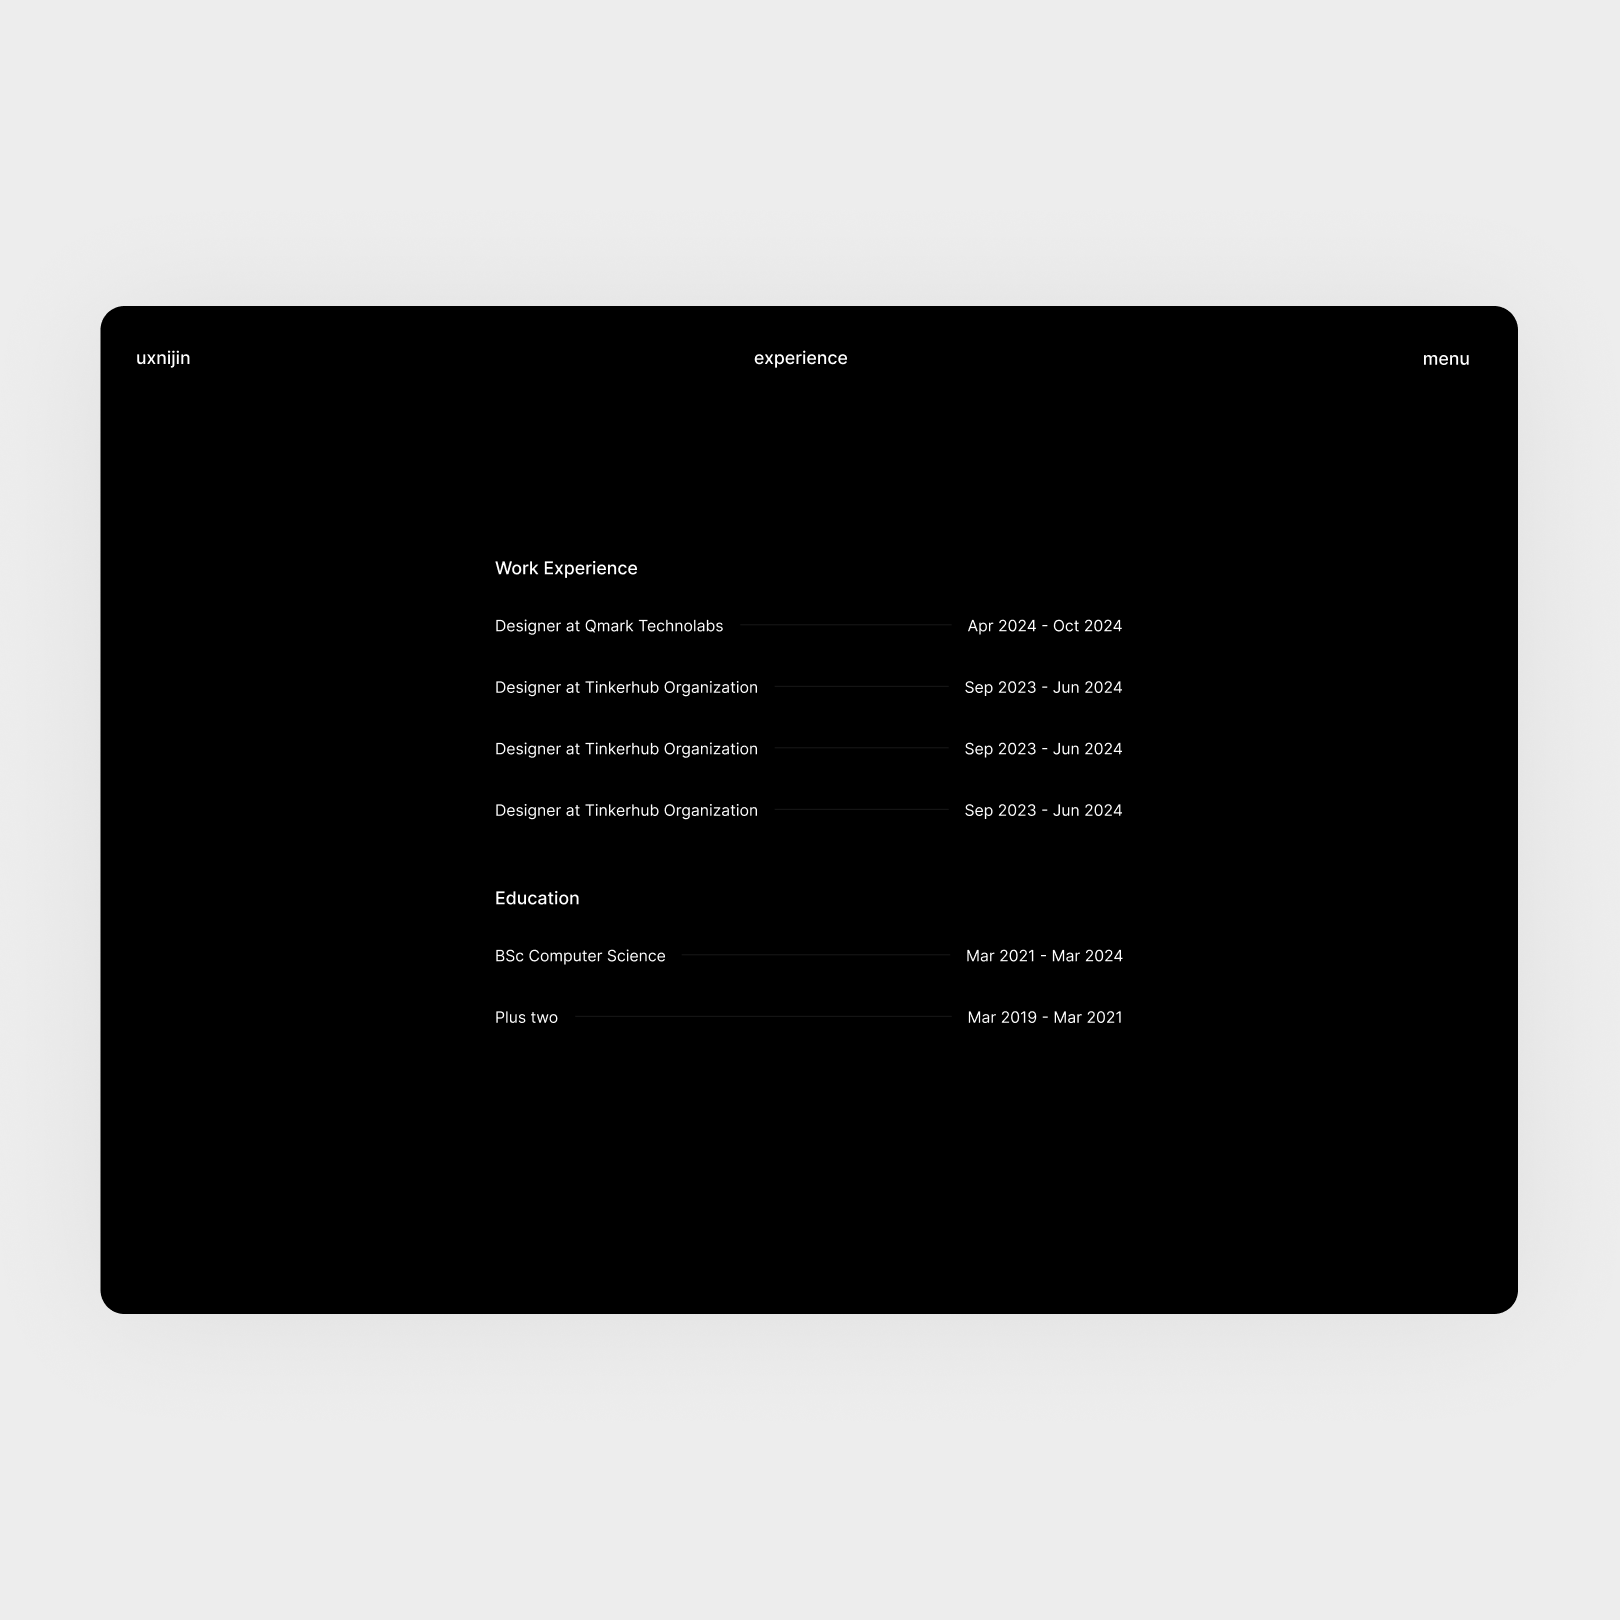 uxnijin experience menu
Work Experience
Designer at Qmark Technolabs Apr 2024 - Oct 2024
Designer at Tinkerhub Organization Sep 2023 - Jun 2024
Designer at Tinkerhub Organization Sep 2023 - Jun 2024
Designer at Tinkerhub Organization Sep 2023 - Jun 2024
Education
BSc Computer Science Mar 2021 - Mar 2024
Plus two Mar 2019 - Mar 2021